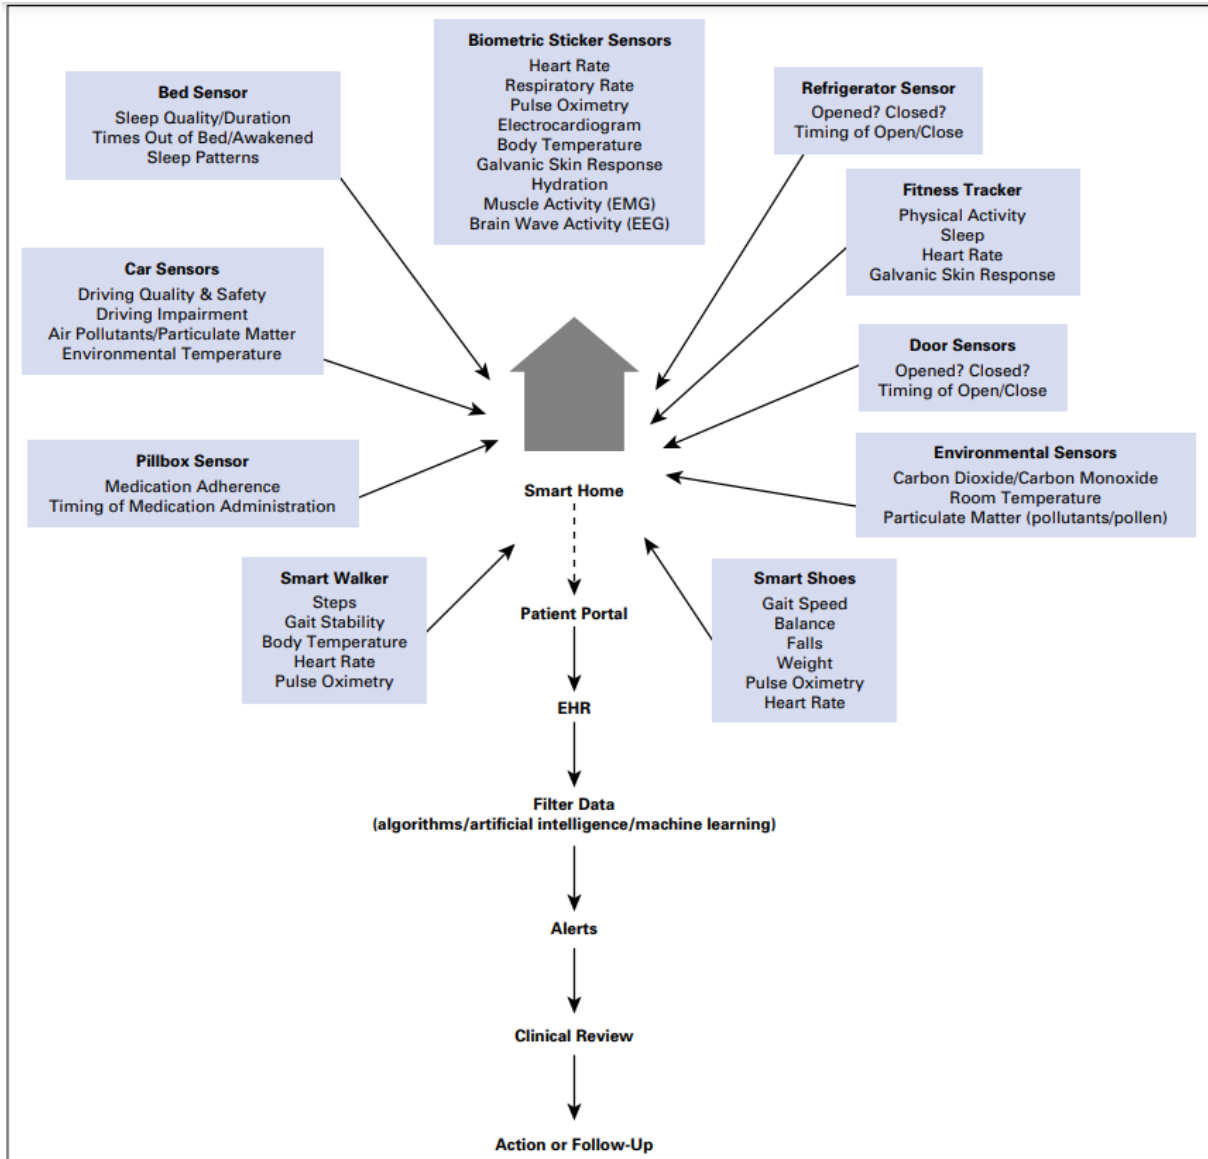 Biometric Sticker Sensors
Heart Rate
Respiratory Rate
Pulse Oximetry
Electrocardiogram
Body Temperature
Galvanic Skin Response
Hydration
Muscle Activity (EMG)
Brain Wave Activity (EEG)
Bed Sensor
Sleep Quality/Duration
Times Out of Bed/Awakened
Sleep Patterns
Refrigerator Sensor
Opened? Closed?
Timing of Open/Close
Fitness Tracker
Physical Activity
Sleep
Heart Rate
Galvanic Skin Response
Car Sensors
Driving Quality & Safety
Driving Impairment
Air Pollutants/Particulate Matter
Environmental Temperature
Door Sensors
Opened? Closed?
Timing of Open/Close
Pillbox Sensor
Medication Adherence
Timing of Medication Administration
Environmental Sensors
Carbon Dioxide/Carbon Monoxide
Room Temperature
Particulate Matter (pollutants/pollen)
Smart Home
Smart Walker
Steps
Gait Stability
Body Temperature
Heart Rate
Pulse Oximetry
Smart Shoes
Gait Speed
Balance
Falls
Weight
Pulse Oximetry
Heart Rate
Patient Portal
EHR
Filter Data
(algorithms/artificial intelligence/machine learning)
Alerts
Clinical Review
Action or Follow-Up